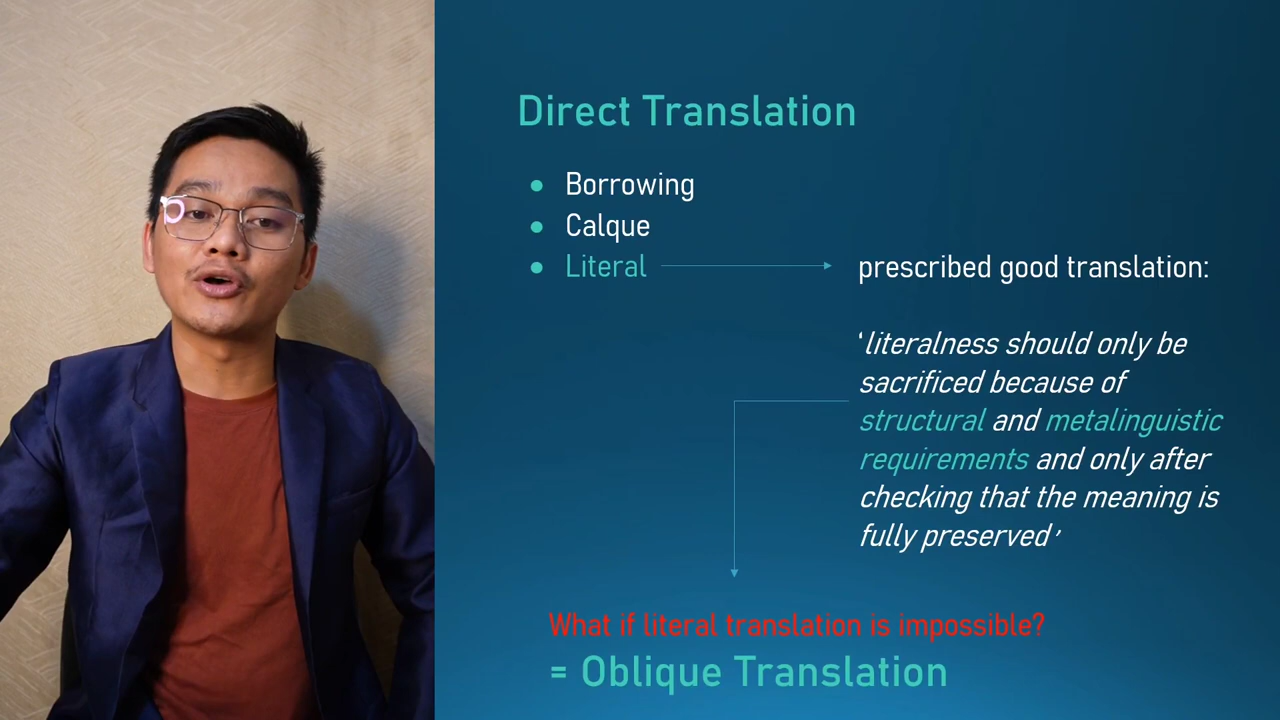 Direct Translation
Borrowing
Calque
Literal
prescribed good translation:
‘literalness should only be
sacrificed because of
structural and metalinguistic
requirements and only after
checking that the meaning is
fully preserved’
What if literal translation is impossible?
= Oblique Translation